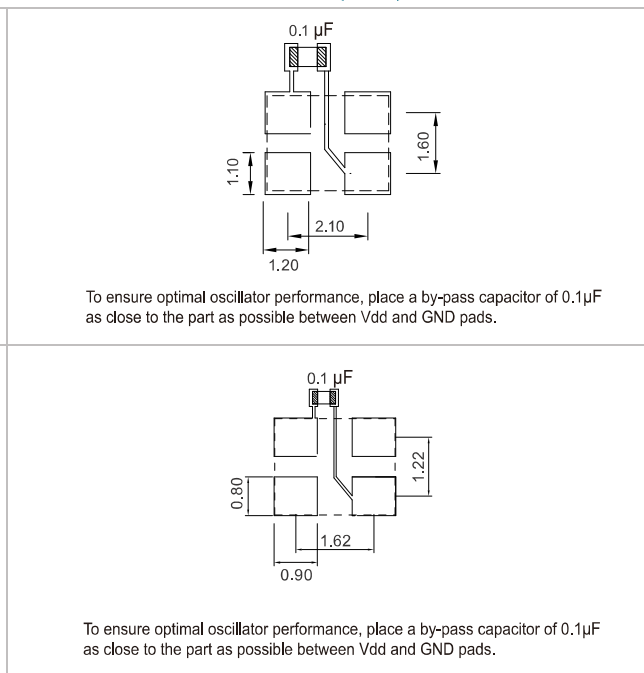 0.1 µF
1.60
1.10
2.10
1.20
To ensure optimal oscillator performance, place a by-pass capacitor of 0.1µF
as close to the part as possible between Vdd and GND pads.
0.1 µF
1.22
0.80
1.62
0.90
To ensure optimal oscillator performance, place a by-pass capacitor of 0.1µF
as close to the part as possible between Vdd and GND pads.